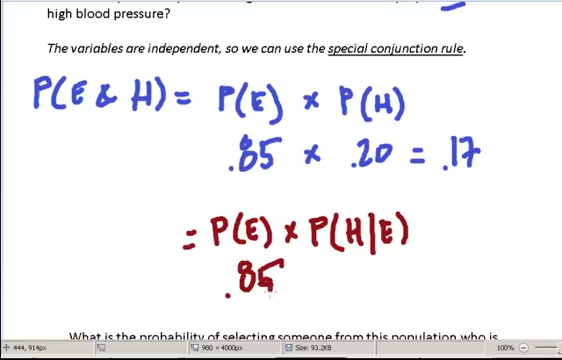 high blood pressure?
The variables are independent, so we can use the special conjunction rule.
P(E & H) = P(E) × P(H)
.85 × .20 = .17
= P(E) × P(H|E)
.85
What is the probability of selecting someone from this population who is
444, 914px 980 × 4000px Size: 93.2KB 100%